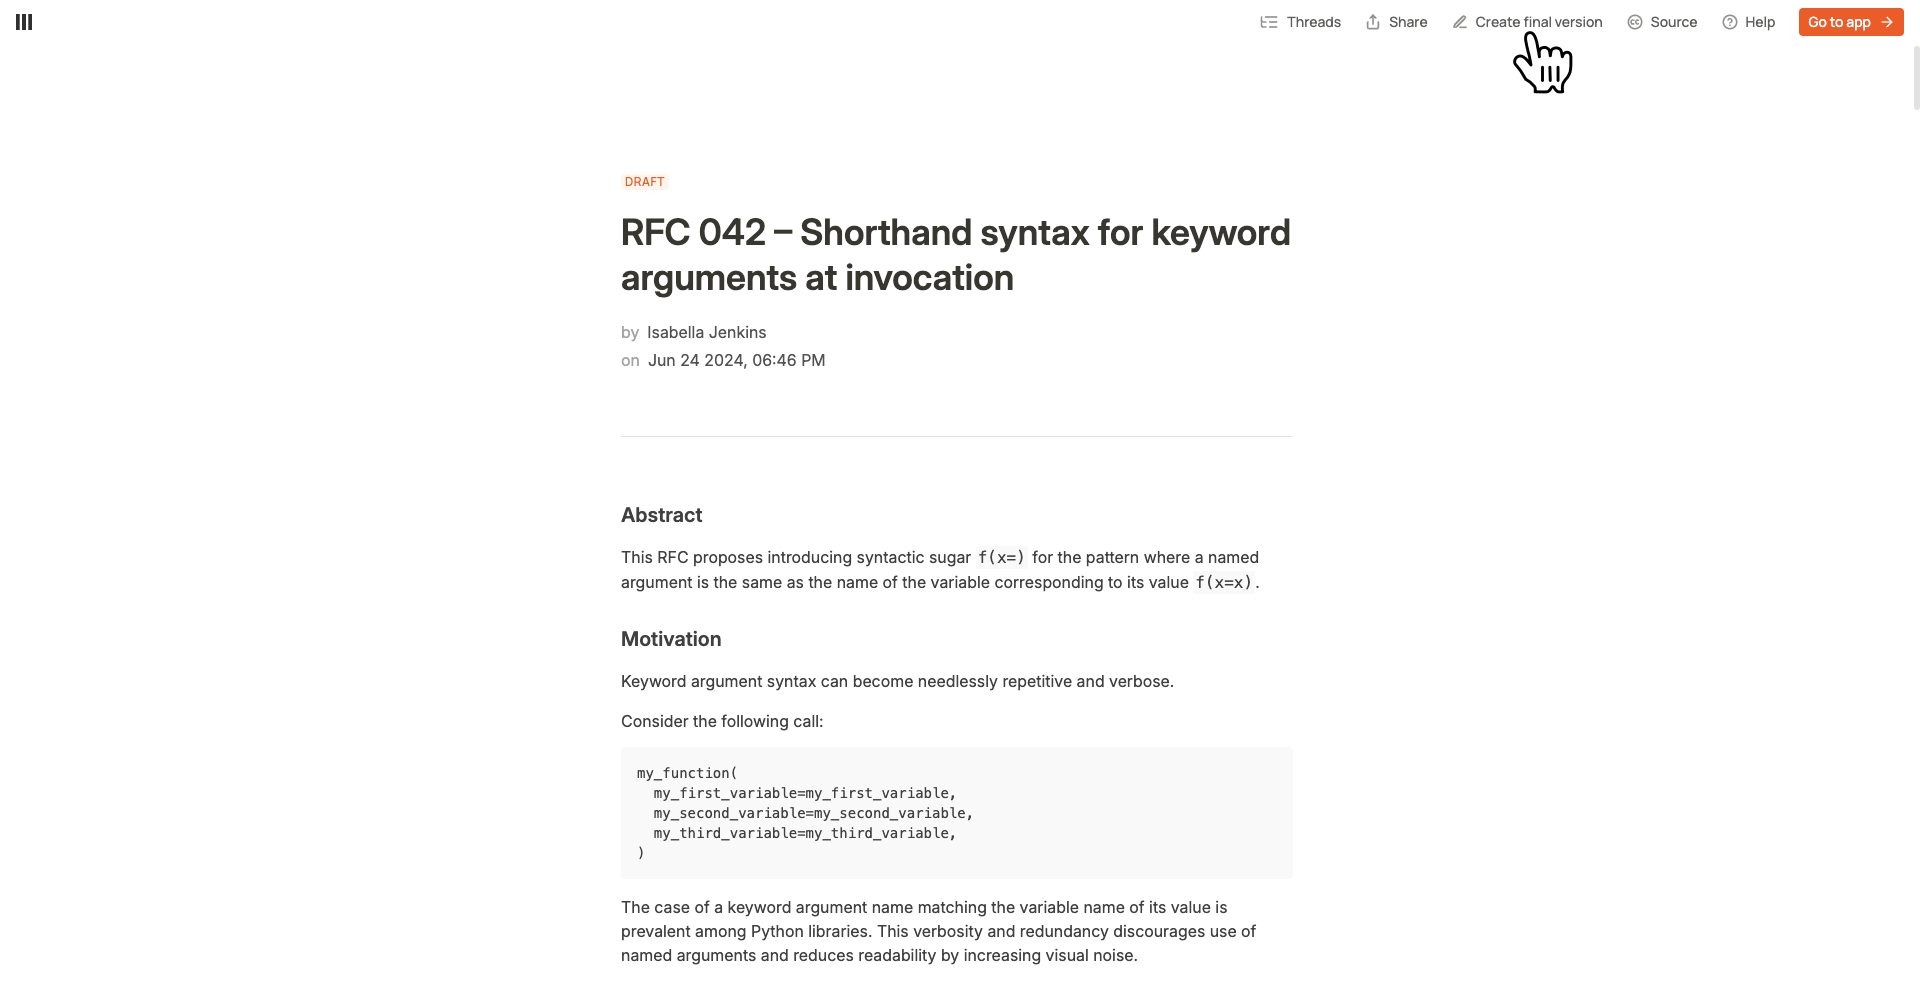 Threads Share Create final version Source Help Go to app
DRAFT
RFC 042 – Shorthand syntax for keyword
arguments at invocation
by Isabella Jenkins
on Jun 24 2024, 06:46 PM
Abstract
This RFC proposes introducing syntactic sugar f(x=) for the pattern where a named
argument is the same as the name of the variable corresponding to its value f(x=x).
Motivation
Keyword argument syntax can become needlessly repetitive and verbose.
Consider the following call:
my_function(
  my_first_variable=my_first_variable,
  my_second_variable=my_second_variable,
  my_third_variable=my_third_variable,
)
The case of a keyword argument name matching the variable name of its value is
prevalent among Python libraries. This verbosity and redundancy discourages use of
named arguments and reduces readability by increasing visual noise.